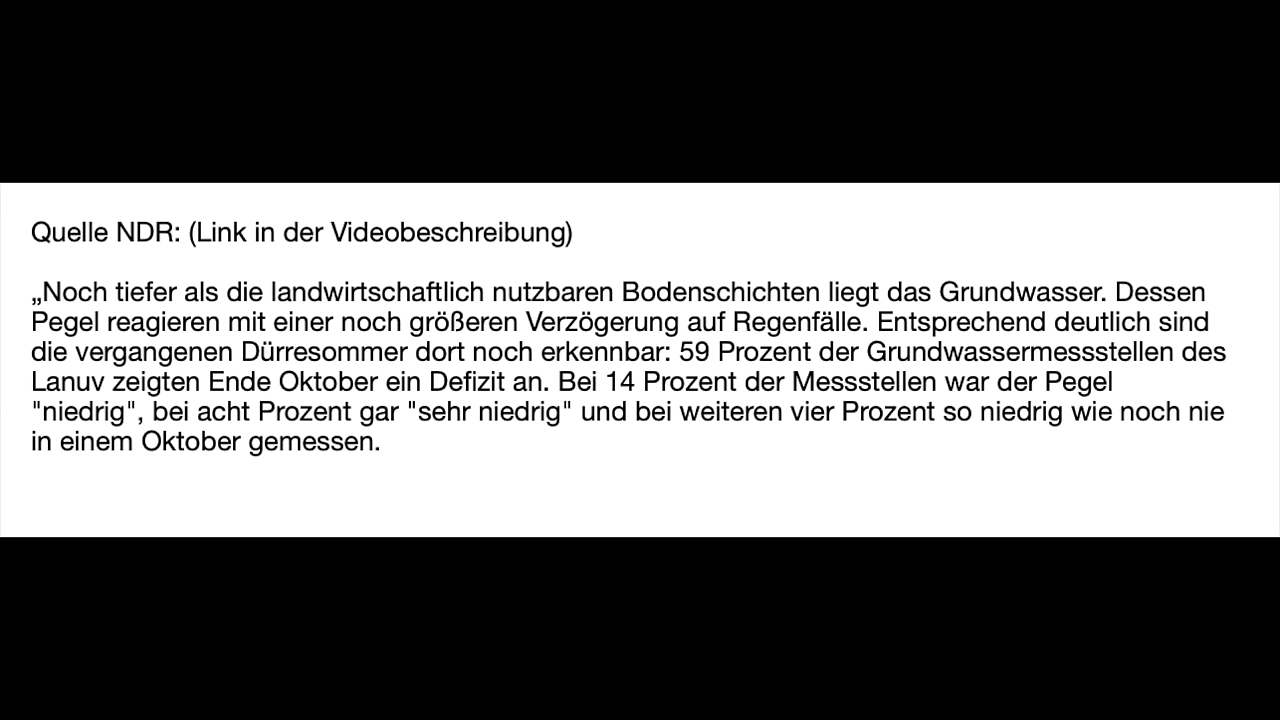 Quelle NDR: (Link in der Videobeschreibung)
„Noch tiefer als die landwirtschaftlich nutzbaren Bodenschichten liegt das Grundwasser. Dessen
Pegel reagieren mit einer noch größeren Verzögerung auf Regenfälle. Entsprechend deutlich sind
die vergangenen Dürresommer dort noch erkennbar: 59 Prozent der Grundwassermessstellen des
Lanuv zeigten Ende Oktober ein Defizit an. Bei 14 Prozent der Messstellen war der Pegel
"niedrig", bei acht Prozent gar "sehr niedrig" und bei weiteren vier Prozent so niedrig wie noch nie
in einem Oktober gemessen.